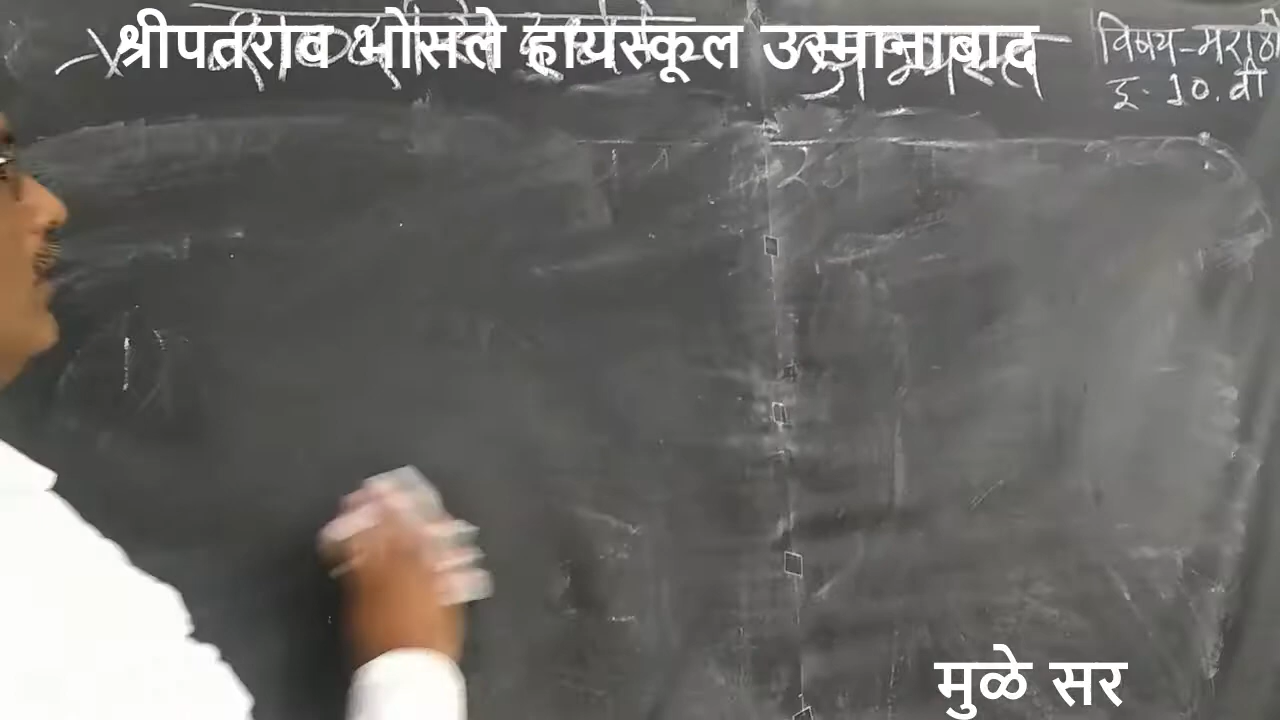 श्रीपतराव भोसले हायस्कूल उस्मानाबाद
विषय-मराठी
इ. 10. वी
मुळे सर